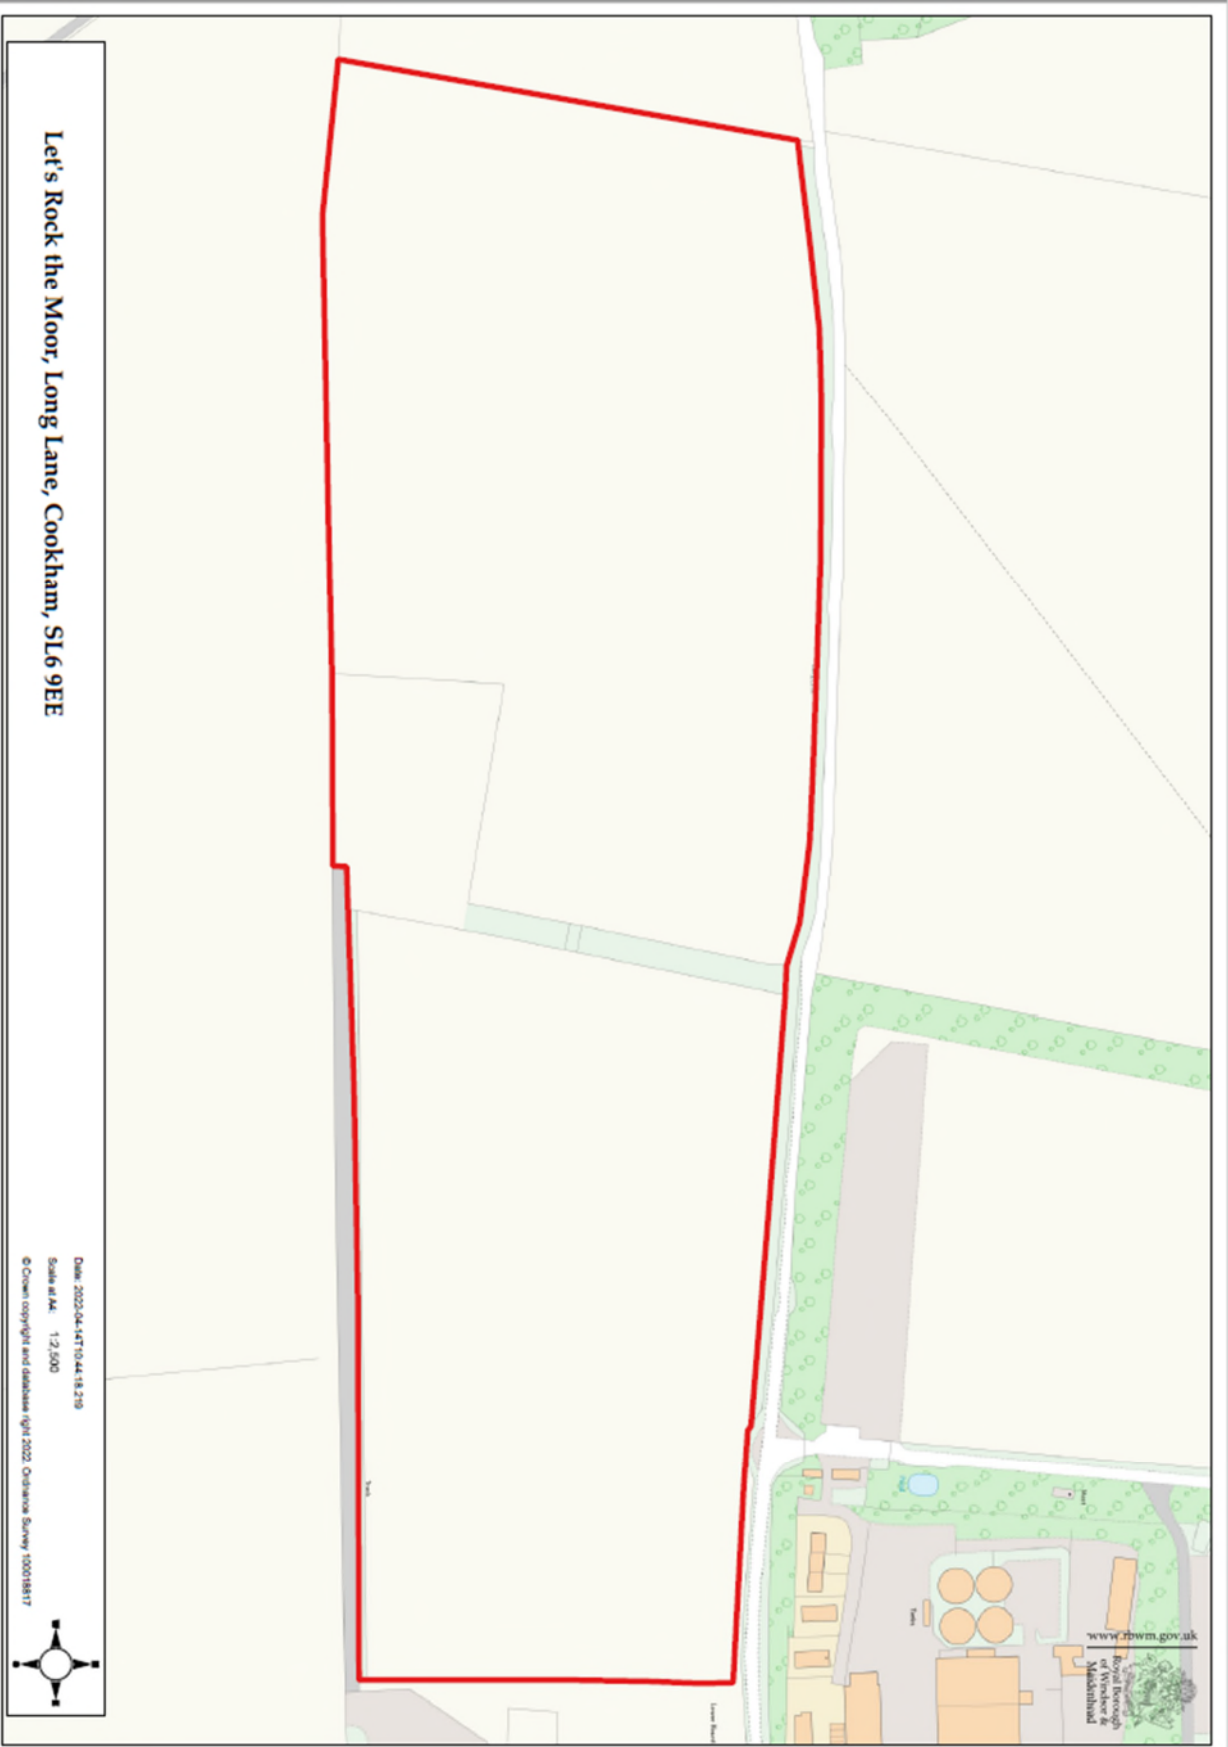 Let's Rock the Moor, Long Lane, Cookham, SL6 9EE
Date: 2022-04-14T10:44:18.219
Scale at A4: 1:2,500
© Crown copyright and database right 2022. Ordnance Survey 100018817
www.rbwm.gov.uk
Royal Borough
of Windsor &
Maidenhead
Track
Tanks
Pond